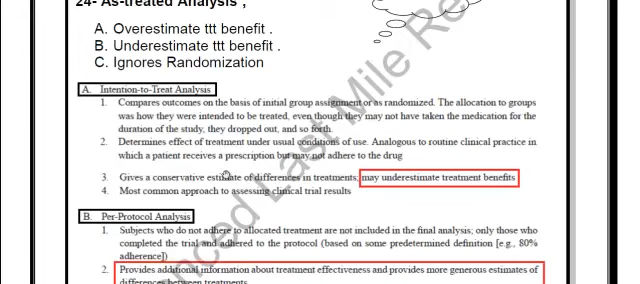 24- As-treated Analysis ,
A. Overestimate ttt benefit .
B. Underestimate ttt benefit .
C. Ignores Randomization
A. Intention-to-Treat Analysis
1. Compares outcomes on the basis of initial group assignment or as randomized. The allocation to groups
was how they were intended to be treated, even though they may not have taken the medication for the
duration of the study, they dropped out, and so forth.
2. Determines effect of treatment under usual conditions of use. Analogous to routine clinical practice in
which a patient receives a prescription but may not adhere to the drug
3. Gives a conservative estimate of differences in treatments; may underestimate treatment benefits
4. Most common approach to assessing clinical trial results
B. Per-Protocol Analysis
1. Subjects who do not adhere to allocated treatment are not included in the final analysis; only those who
completed the trial and adhered to the protocol (based on some predetermined definition [e.g., 80%
adherence])
2. Provides additional information about treatment effectiveness and provides more generous estimates of
differences between treatments
Last Mile